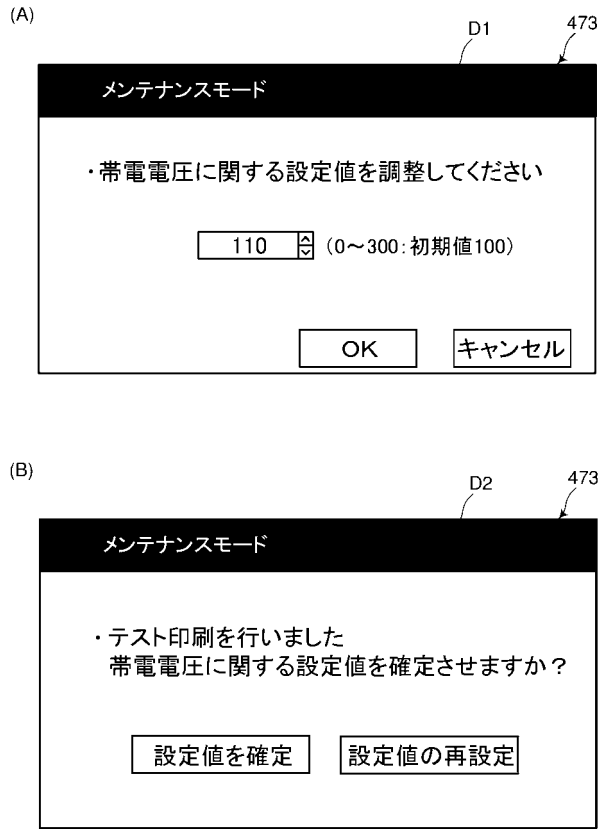 (A)
D1
473
メンテナンスモード
・帯電電圧に関する設定値を調整してください
110 (0～300:初期値100)
OK キャンセル
(B)
D2
473
メンテナンスモード
・テスト印刷を行いました
帯電電圧に関する設定値を確定させますか？
設定値を確定 設定値の再設定